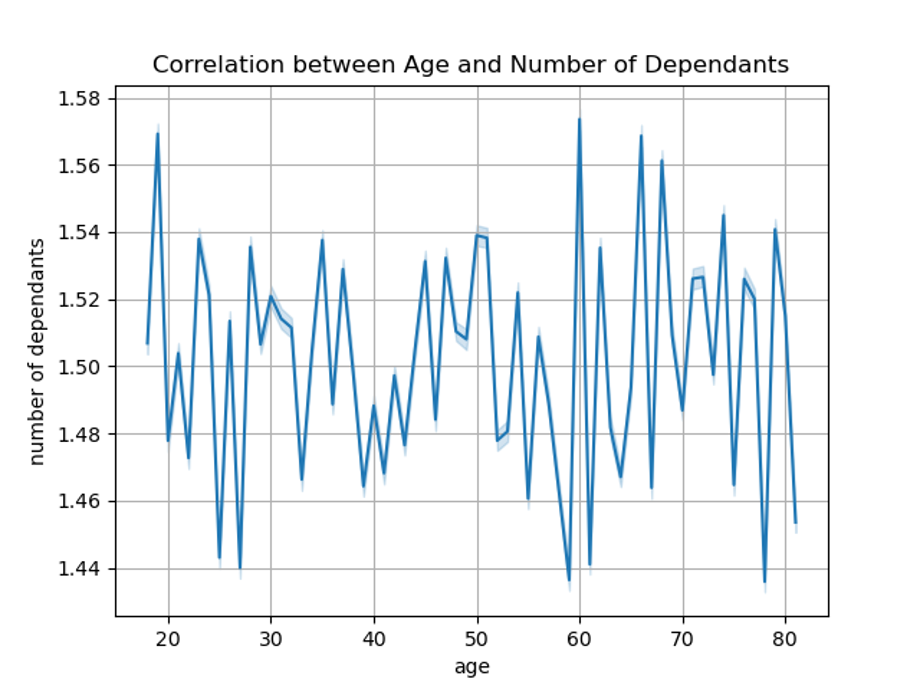 Correlation between Age and Number of Dependants
1.58
1.56
1.54
1.52
1.50
1.48
1.46
1.44
number of dependants
20 30 40 50 60 70 80
age